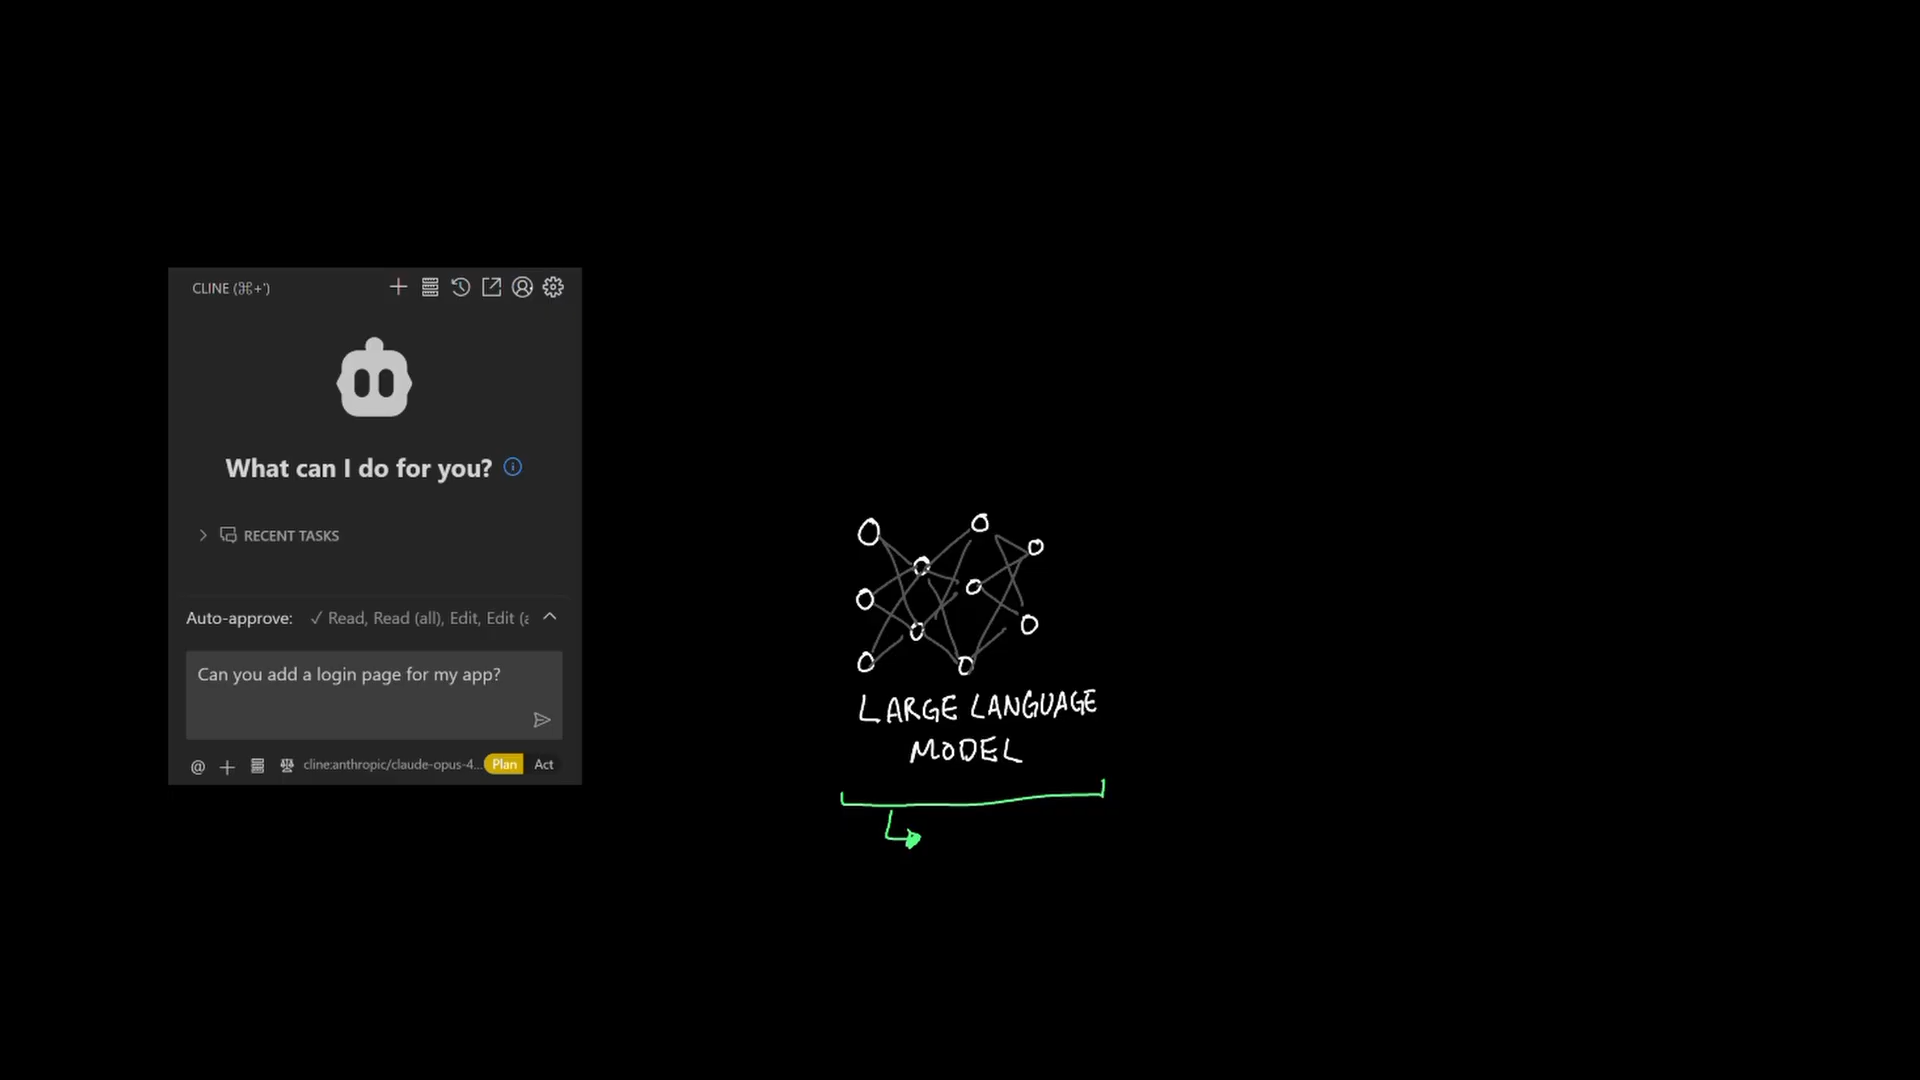 CLINE (⌘+')
What can I do for you?
RECENT TASKS
Auto-approve: ✓ Read, Read (all), Edit, Edit (a
Can you add a login page for my app?
@ + cline:anthropic/claude-opus-4... Plan Act
LARGE LANGUAGE
MODEL